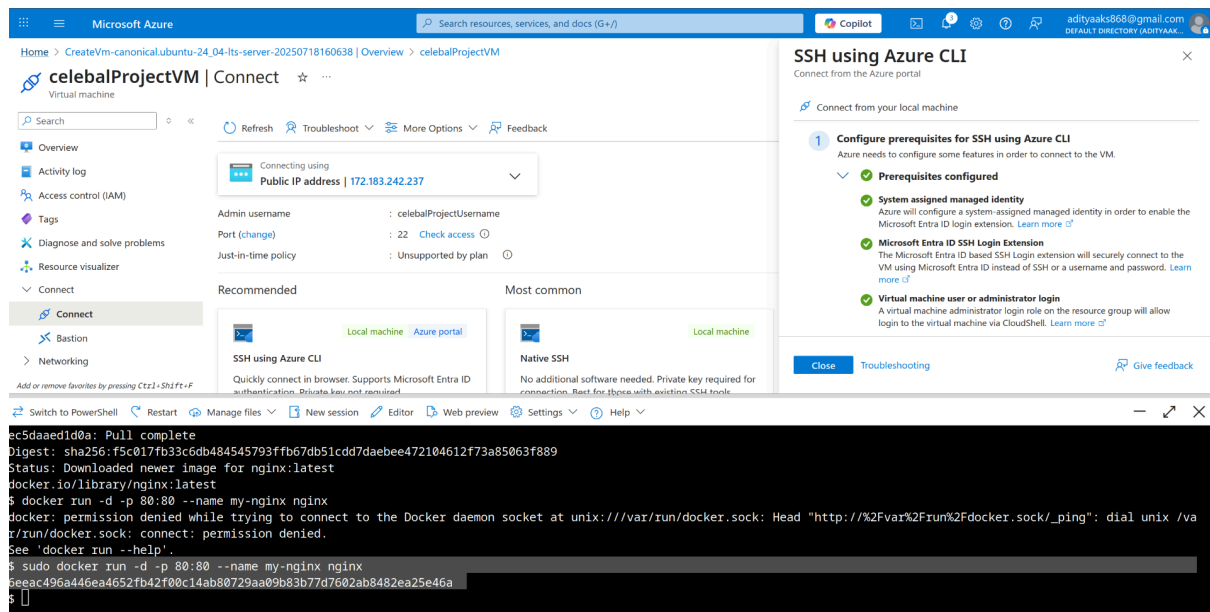 Microsoft Azure
Search resources, services, and docs (G+/)
Copilot
3
adityaaks868@gmail.com
DEFAULT DIRECTORY (ADITYAAK...
Home > CreateVm-canonical.ubuntu-24_04-lts-server-20250718160638 | Overview > celebalProjectVM
celebalProjectVM | Connect
Virtual machine
Search
Overview
Activity log
Access control (IAM)
Tags
Diagnose and solve problems
Resource visualizer
Connect
Connect
Bastion
Networking
Add or remove favorites by pressing Ctrl+Shift+F
Refresh
Troubleshoot
More Options
Feedback
Connecting using
Public IP address | 172.183.242.237
Admin username : celebalProjectUsername
Port (change) : 22 Check access
Just-in-time policy : Unsupported by plan
Recommended
Local machine Azure portal
SSH using Azure CLI
Quickly connect in browser. Supports Microsoft Entra ID
authentication. Private key not required.
Most common
Local machine
Native SSH
No additional software needed. Private key required for
connection. Best for those with existing SSH tools.
SSH using Azure CLI
Connect from the Azure portal
Connect from your local machine
1 Configure prerequisites for SSH using Azure CLI
Azure needs to configure some features in order to connect to the VM.
Prerequisites configured
System assigned managed identity
Azure will configure a system-assigned managed identity in order to enable the
Microsoft Entra ID login extension. Learn more
Microsoft Entra ID SSH Login Extension
The Microsoft Entra ID based SSH Login extension will securely connect to the
VM using Microsoft Entra ID instead of SSH or a username and password. Learn
more
Virtual machine user or administrator login
A virtual machine administrator login role on the resource group will allow
login to the virtual machine via CloudShell. Learn more
Close
Troubleshooting
Give feedback
Switch to PowerShell
Restart
Manage files
New session
Editor
Web preview
Settings
Help
ec5daaed1d0a: Pull complete
Digest: sha256:f5c017fb33c6db484545793ffb67db51cdd7daebee472104612f73a85063f889
Status: Downloaded newer image for nginx:latest
docker.io/library/nginx:latest
$ docker run -d -p 80:80 --name my-nginx nginx
docker: permission denied while trying to connect to the Docker daemon socket at unix:///var/run/docker.sock: Head "http://%2Fvar%2Frun%2Fdocker.sock/_ping": dial unix /va
r/run/docker.sock: connect: permission denied.
See 'docker run --help'.
$ sudo docker run -d -p 80:80 --name my-nginx nginx
6eeac496a446ea4652fb42f00c14ab80729aa09b83b77d7602ab8482ea25e46a
$